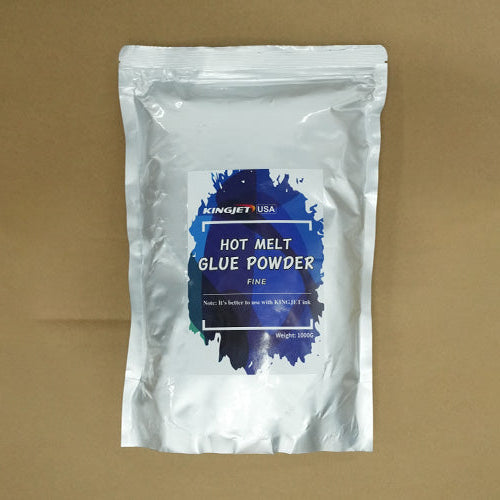 KINGJET USA
HOT MELT
GLUE POWDER
FINE
Note: It's better to use with KINGJET ink
Weight: 1000G